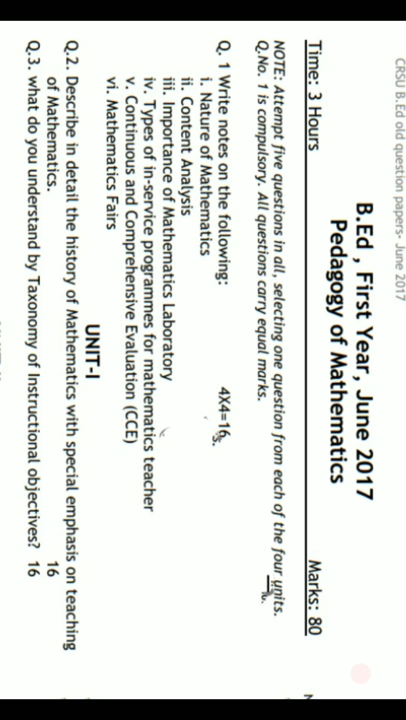 CRSU B.Ed old question papers- June 2017
B.Ed , First Year, June 2017
Pedagogy of Mathematics
Time: 3 Hours Marks: 80
NOTE: Attempt five questions in all, selecting one question from each of the four units.
Q.No. 1 is compulsory. All questions carry equal marks.
Q. 1 Write notes on the following: 4X4=16
i. Nature of Mathematics
ii. Content Analysis
iii. Importance of Mathematics Laboratory
iv. Types of in-service programmes for mathematics teacher
v. Continuous and Comprehensive Evaluation (CCE)
vi. Mathematics Fairs
UNIT-I
Q.2. Describe in detail the history of Mathematics with special emphasis on teaching
of Mathematics. 16
Q.3. what do you understand by Taxonomy of Instructional objectives? 16